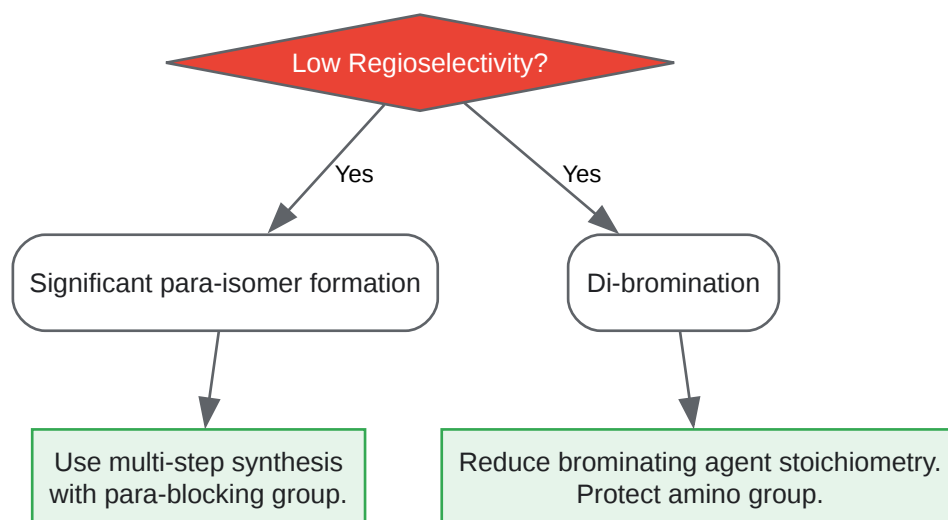 Low Regioselectivity?
Yes
Yes
Significant para-isomer formation
Di-bromination
Use multi-step synthesis
with para-blocking group.
Reduce brominating agent stoichiometry.
Protect amino group.